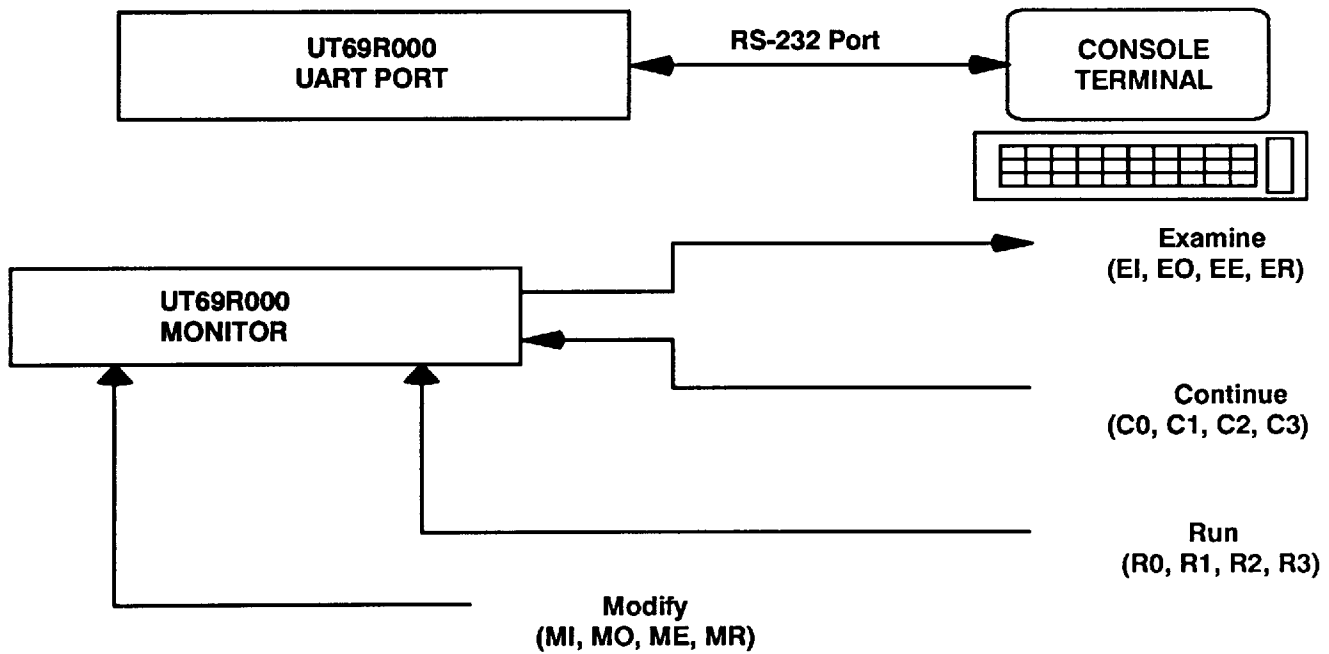 UT69R000
UART PORT
RS-232 Port
CONSOLE
TERMINAL
Examine
(EI, EO, EE, ER)
UT69R000
MONITOR
Continue
(C0, C1, C2, C3)
Run
(R0, R1, R2, R3)
Modify
(MI, MO, ME, MR)